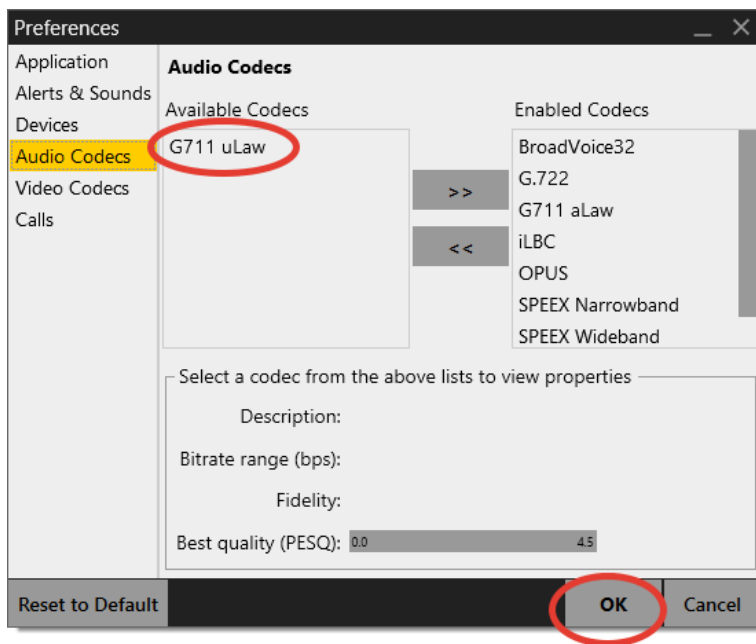 Preferences
Application
Alerts & Sounds
Devices
Audio Codecs
Video Codecs
Calls
Audio Codecs
Available Codecs
G711 uLaw
>>
<<
Enabled Codecs
BroadVoice32
G.722
G711 aLaw
iLBC
OPUS
SPEEX Narrowband
SPEEX Wideband
Select a codec from the above lists to view properties
Description:
Bitrate range (bps):
Fidelity:
Best quality (PESQ): 0.0 4.5
Reset to Default OK Cancel